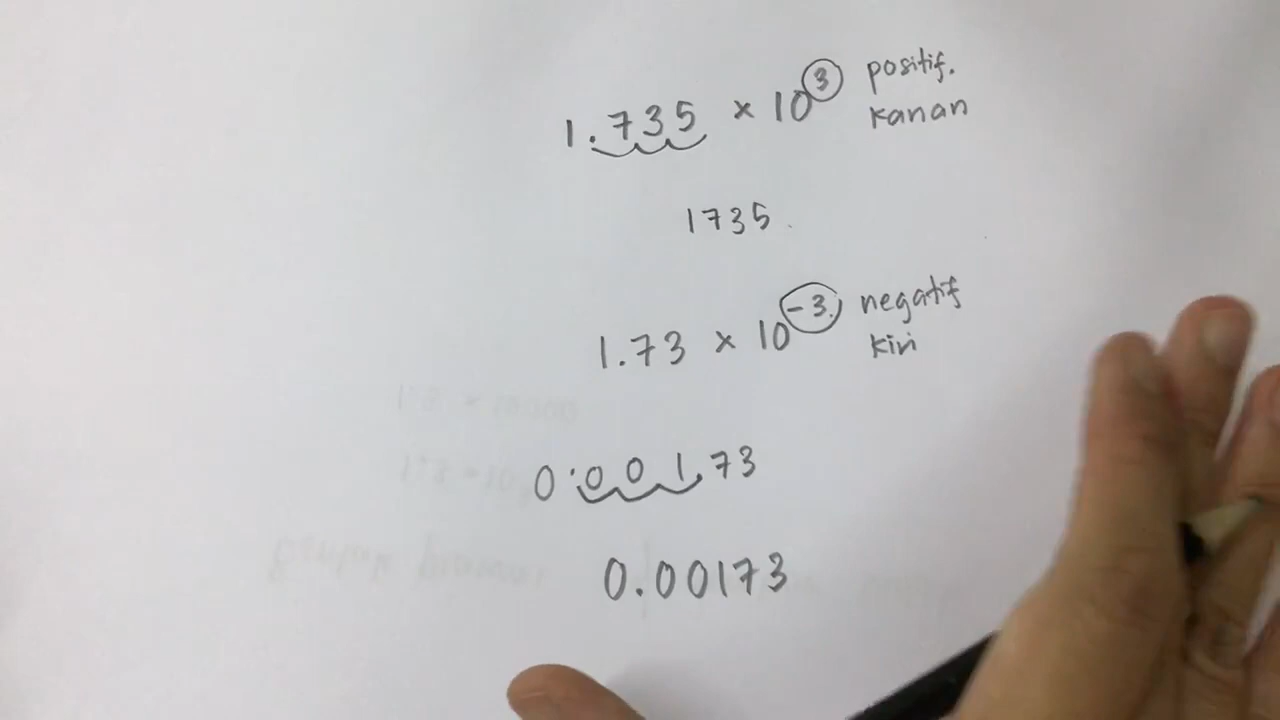 1.735 × 10³ positif.
kanan
1735
1.73 × 10⁻³ negatif
kiri
0.001.73
0.00173